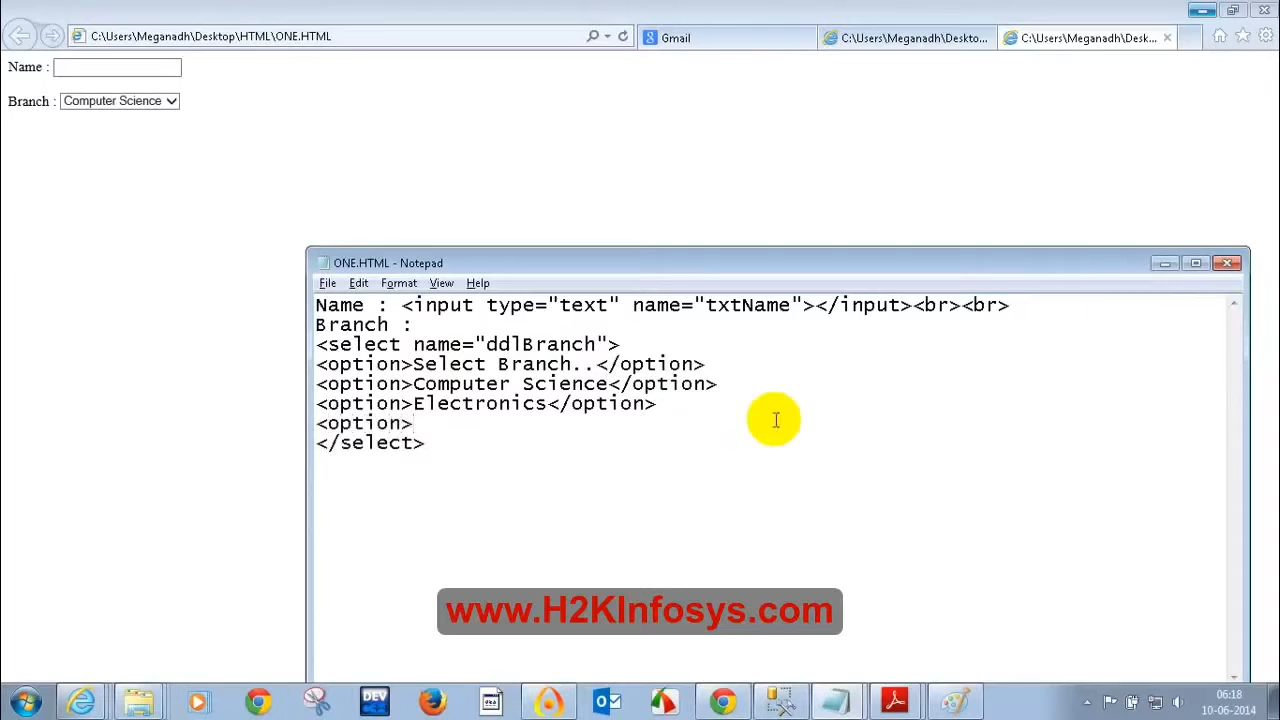 C:\Users\Meganadh\Desktop\HTML\ONE.HTML
Gmail
C:\Users\Meganadh\Deskto...
C:\Users\Meganadh\Desk...
Name :
Branch : Computer Science
ONE.HTML - Notepad
File Edit Format View Help
Name : <input type="text" name="txtName"></input><br><br>
Branch :
<select name="ddlBranch">
<option>Select Branch..</option>
<option>Computer Science</option>
<option>Electronics</option>
<option>
</select>
www.H2KInfosys.com
DEV
06:18
10-06-2014